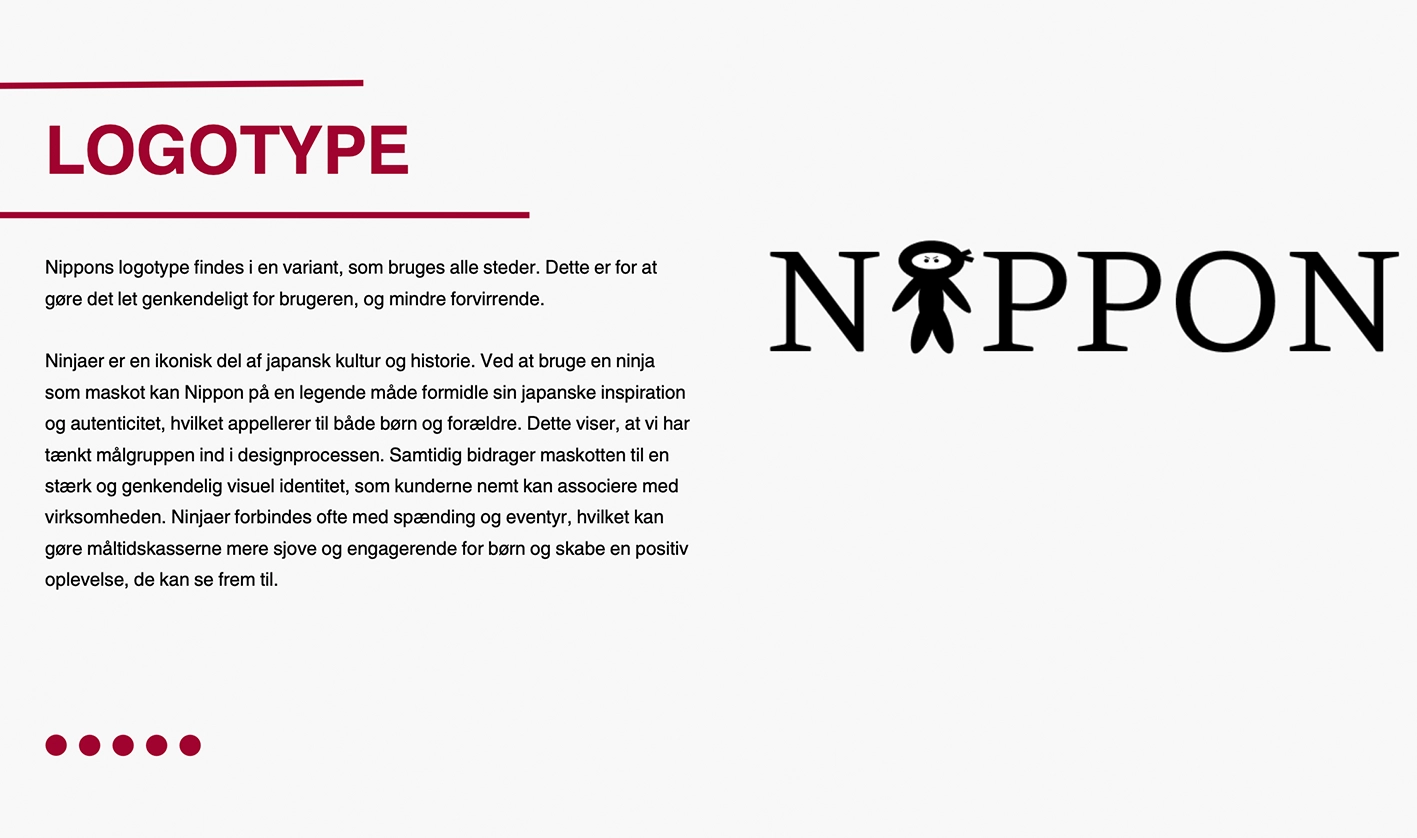 LOGOTYPE
Nippons logotype findes i en variant, som bruges alle steder. Dette er for at
gøre det let genkendeligt for brugeren, og mindre forvirrende.
Ninjaer er en ikonisk del af japansk kultur og historie. Ved at bruge en ninja
som maskot kan Nippon på en legende måde formidle sin japanske inspiration
og autenticitet, hvilket appellerer til både børn og forældre. Dette viser, at vi har
tænkt målgruppen ind i designprocessen. Samtidig bidrager maskotten til en
stærk og genkendelig visuel identitet, som kunderne nemt kan associere med
virksomheden. Ninjaer forbindes ofte med spænding og eventyr, hvilket kan
gøre måltidskasserne mere sjove og engagerende for børn og skabe en positiv
oplevelse, de kan se frem til.
NIPPON